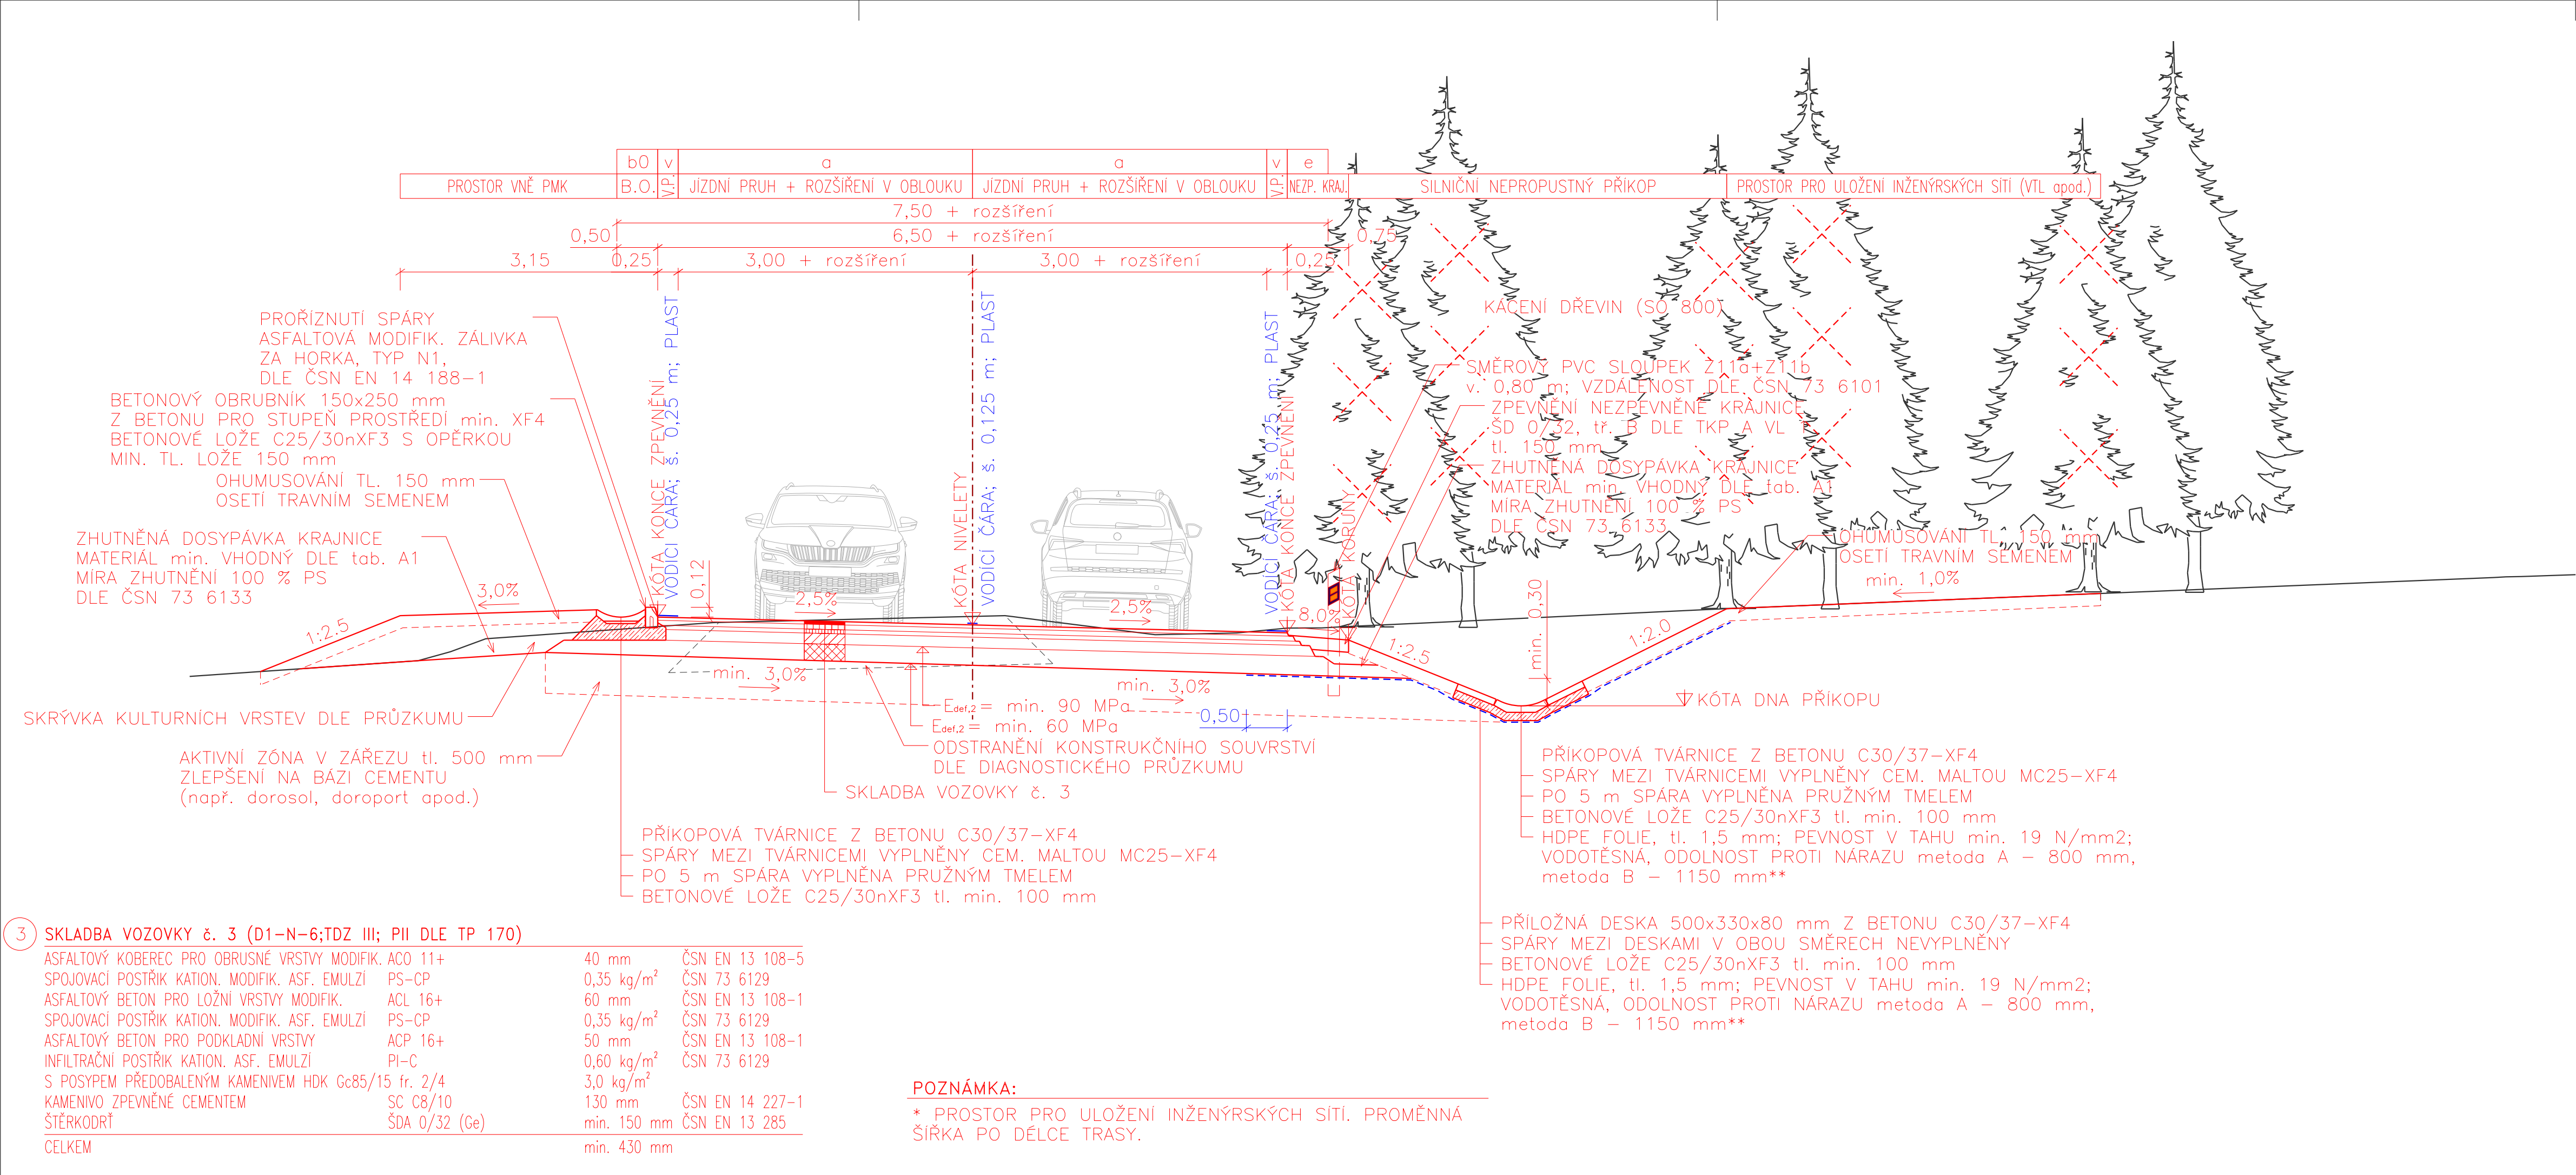 b0 v a a v e
PROSTOR VNĚ PMK B.O. V.P. JÍZDNÍ PRUH + ROZŠÍŘENÍ V OBLOUKU JÍZDNÍ PRUH + ROZŠÍŘENÍ V OBLOUKU V.P. NEZP. KRAJ. SILNIČNÍ NEPROPUSTNÝ PŘÍKOP PROSTOR PRO ULOŽENÍ INŽENÝRSKÝCH SÍTÍ (VTL apod.)
7,50 + rozšíření
0,50 6,50 + rozšíření 0,75
3,15 0,25 3,00 + rozšíření 3,00 + rozšíření 0,25
KÓTA KONCE ZPEVNĚNÍ
VODÍCÍ ČÁRA; š. 0,25 m; PLAST
KÓTA NIVELETY
VODÍCÍ ČÁRA; š. 0,125 m; PLAST
VODÍCÍ ČÁRA; š. 0,25 m; PLAST
KÓTA KONCE ZPEVNĚNÍ
KÓTA KORUNY
PROŘÍZNUTÍ SPÁRY
ASFALTOVÁ MODIFIK. ZÁLIVKA
ZA HORKA, TYP N1,
DLE ČSN EN 14 188-1
BETONOVÝ OBRUBNÍK 150x250 mm
Z BETONU PRO STUPEŇ PROSTŘEDÍ min. XF4
BETONOVÉ LOŽE C25/30nXF3 S OPĚRKOU
MIN. TL. LOŽE 150 mm
OHUMUSOVÁNÍ TL. 150 mm
OSETÍ TRAVNÍM SEMENEM
ZHUTNĚNÁ DOSYPÁVKA KRAJNICE
MATERIÁL min. VHODNÝ DLE tab. A1
MÍRA ZHUTNĚNÍ 100 % PS
DLE ČSN 73 6133
KÁCENÍ DŘEVIN (SO 800)
SMĚROVÝ PVC SLOUPEK Z11a+Z11b
v. 0,80 m; VZDÁLENOST DLE ČSN 73 6101
ZPEVNĚNÍ NEZPEVNĚNÉ KRAJNICE
ŠD 0/32, tř. B DLE TKP A VL 1
tl. 150 mm
ZHUTNĚNÁ DOSYPÁVKA KRAJNICE
MATERIÁL min. VHODNÝ DLE tab. A1
MÍRA ZHUTNĚNÍ 100 % PS
DLE ČSN 73 6133
OHUMUSOVÁNÍ TL. 150 mm
OSETÍ TRAVNÍM SEMENEM
min. 1,0%
3,0%
0,12
2,5%
2,5%
8,0%
1:2.5
1:2.5
min. 0,30
1:2.0
min. 3,0%
min. 3,0%
KÓTA DNA PŘÍKOPU
0,50
Edef,2= min. 90 MPa
Edef,2= min. 60 MPa
ODSTRANĚNÍ KONSTRUKČNÍHO SOUVRSTVÍ
DLE DIAGNOSTICKÉHO PRŮZKUMU
SKLADBA VOZOVKY č. 3
SKRÝVKA KULTURNÍCH VRSTEV DLE PRŮZKUMU
AKTIVNÍ ZÓNA V ZÁŘEZU tl. 500 mm
ZLEPŠENÍ NA BÁZI CEMENTU
(např. dorosol, doroport apod.)
PŘÍKOPOVÁ TVÁRNICE Z BETONU C30/37-XF4
SPÁRY MEZI TVÁRNICEMI VYPLNĚNY CEM. MALTOU MC25-XF4
PO 5 m SPÁRA VYPLNĚNA PRUŽNÝM TMELEM
BETONOVÉ LOŽE C25/30nXF3 tl. min. 100 mm
PŘÍKOPOVÁ TVÁRNICE Z BETONU C30/37-XF4
SPÁRY MEZI TVÁRNICEMI VYPLNĚNY CEM. MALTOU MC25-XF4
PO 5 m SPÁRA VYPLNĚNA PRUŽNÝM TMELEM
BETONOVÉ LOŽE C25/30nXF3 tl. min. 100 mm
HDPE FOLIE, tl. 1,5 mm; PEVNOST V TAHU min. 19 N/mm2;
VODOTĚSNÁ, ODOLNOST PROTI NÁRAZU metoda A - 800 mm,
metoda B - 1150 mm**
PŘÍLOŽNÁ DESKA 500x330x80 mm Z BETONU C30/37-XF4
SPÁRY MEZI DESKAMI V OBOU SMĚRECH NEVYPLNĚNY
BETONOVÉ LOŽE C25/30nXF3 tl. min. 100 mm
HDPE FOLIE, tl. 1,5 mm; PEVNOST V TAHU min. 19 N/mm2;
VODOTĚSNÁ, ODOLNOST PROTI NÁRAZU metoda A - 800 mm,
metoda B - 1150 mm**
3 SKLADBA VOZOVKY č. 3 (D1-N-6;TDZ III; PII DLE TP 170)
ASFALTOVÝ KOBEREC PRO OBRUSNÉ VRSTVY MODIFIK. ACO 11+ 40 mm ČSN EN 13 108-5
SPOJOVACÍ POSTŘIK KATION. MODIFIK. ASF. EMULZÍ PS-CP 0,35 kg/m² ČSN 73 6129
ASFALTOVÝ BETON PRO LOŽNÍ VRSTVY MODIFIK. ACL 16+ 60 mm ČSN EN 13 108-1
SPOJOVACÍ POSTŘIK KATION. MODIFIK. ASF. EMULZÍ PS-CP 0,35 kg/m² ČSN 73 6129
ASFALTOVÝ BETON PRO PODKLADNÍ VRSTVY ACP 16+ 50 mm ČSN EN 13 108-1
INFILTRAČNÍ POSTŘIK KATION. ASF. EMULZÍ PI-C 0,60 kg/m² ČSN 73 6129
S POSYPEM PŘEDOBALENÝM KAMENIVEM HDK Gc85/15 fr. 2/4 3,0 kg/m²
KAMENIVO ZPEVNĚNÉ CEMENTEM SC C8/10 130 mm ČSN EN 14 227-1
ŠTĚRKODRŤ ŠDA 0/32 (Ge) min. 150 mm ČSN EN 13 285
CELKEM min. 430 mm
POZNÁMKA:
* PROSTOR PRO ULOŽENÍ INŽENÝRSKÝCH SÍTÍ. PROMĚNNÁ
ŠÍŘKA PO DÉLCE TRASY.